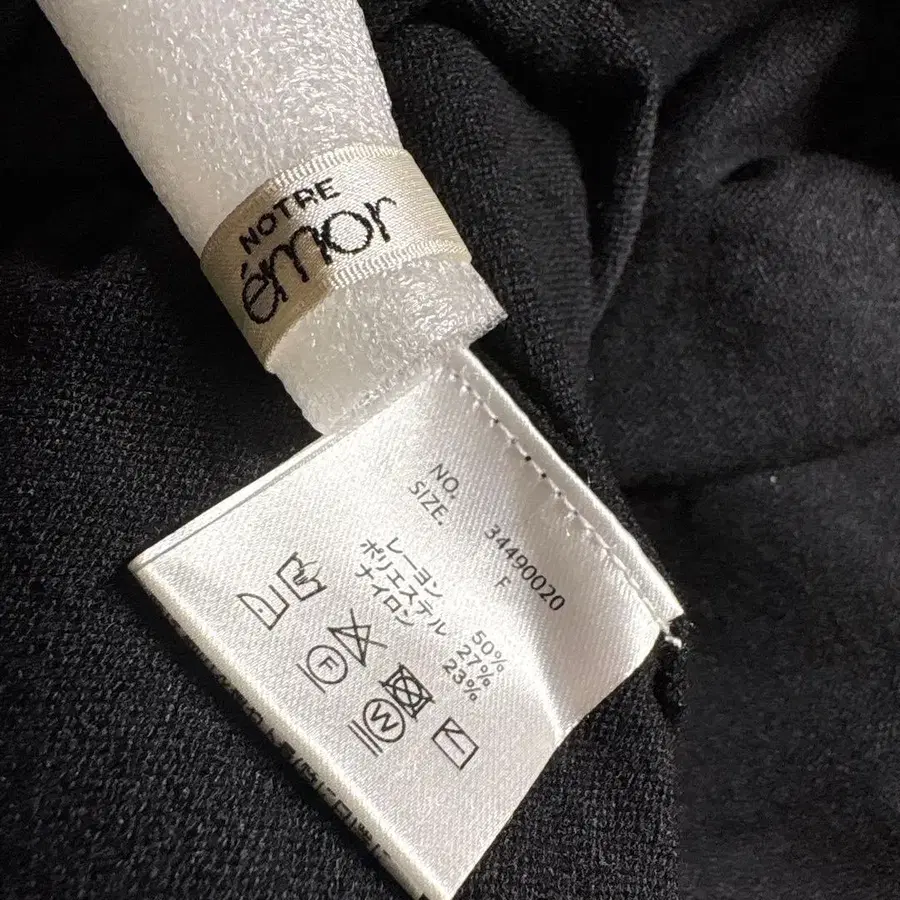 NOTRE
émor
NO. 34490020
SIZE. F
レーヨン 50%
ポリエステル 27%
ナイロン 23%
F
W